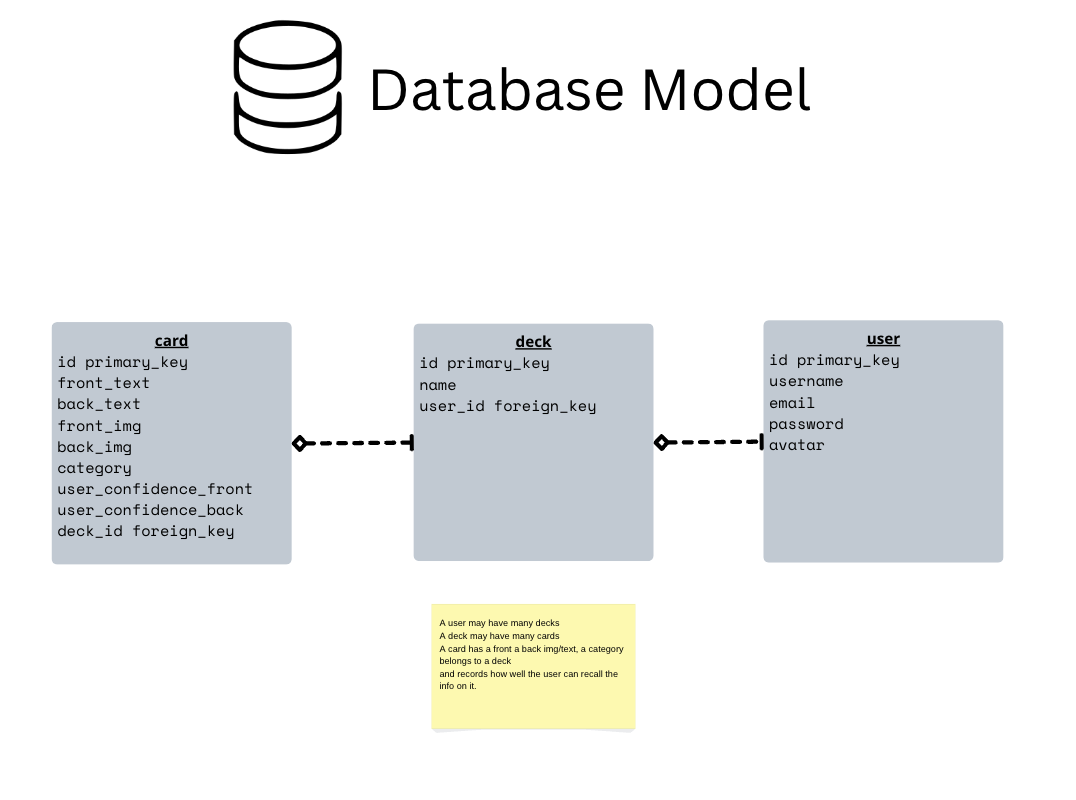 Database Model
card
id primary_key
front_text
back_text
front_img
back_img
category
user_confidence_front
user_confidence_back
deck_id foreign_key
deck
id primary_key
name
user_id foreign_key
user
id primary_key
username
email
password
avatar
A user may have many decks
A deck may have many cards
A card has a front a back img/text, a category
belongs to a deck
and records how well the user can recall the
info on it.